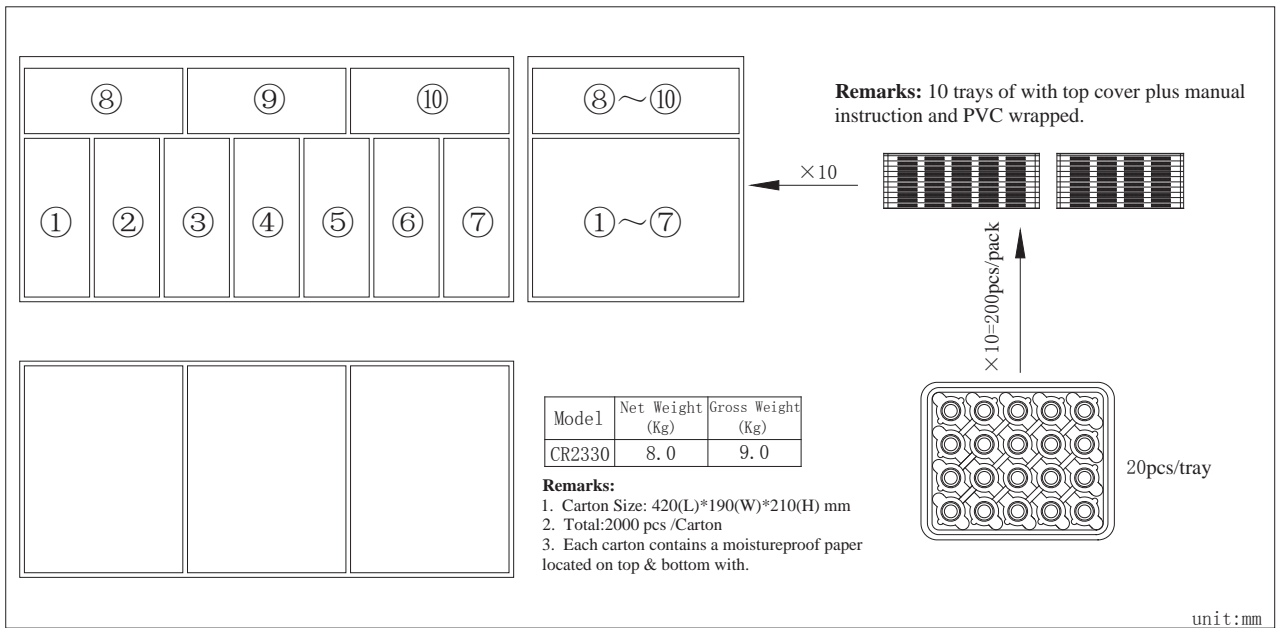 ⑧ ⑨ ⑩
① ② ③ ④ ⑤ ⑥ ⑦
⑧～⑩
①～⑦
×10
Remarks: 10 trays of with top cover plus manual
instruction and PVC wrapped.
×10=200pcs/pack
20pcs/tray
Model Net Weight (Kg) Gross Weight (Kg)
CR2330 8.0 9.0
Remarks:
1. Carton Size: 420(L)*190(W)*210(H) mm
2. Total:2000 pcs /Carton
3. Each carton contains a moistureproof paper
located on top & bottom with.
unit:mm